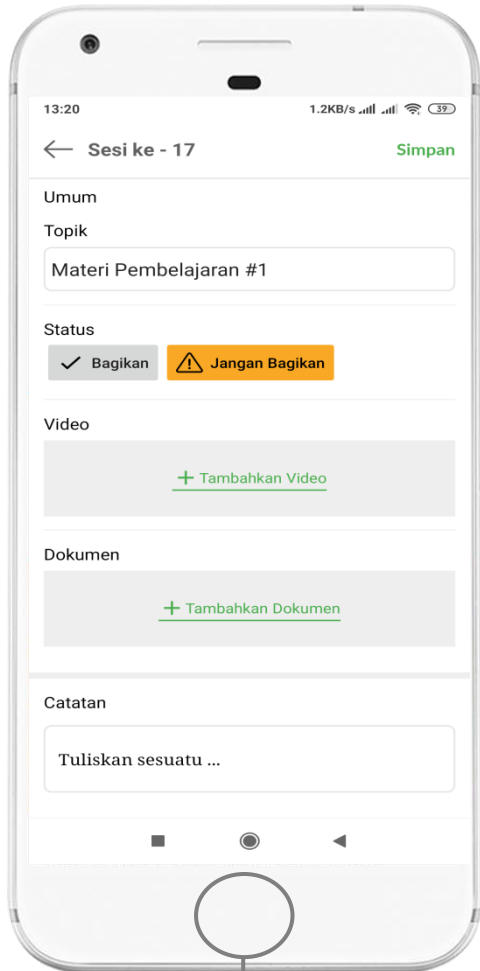 13:20 1.2KB/s 39
Sesi ke - 17 Simpan
Umum
Topik
Materi Pembelajaran #1
Status
Bagikan Jangan Bagikan
Video
+ Tambahkan Video
Dokumen
+ Tambahkan Dokumen
Catatan
Tuliskan sesuatu ...